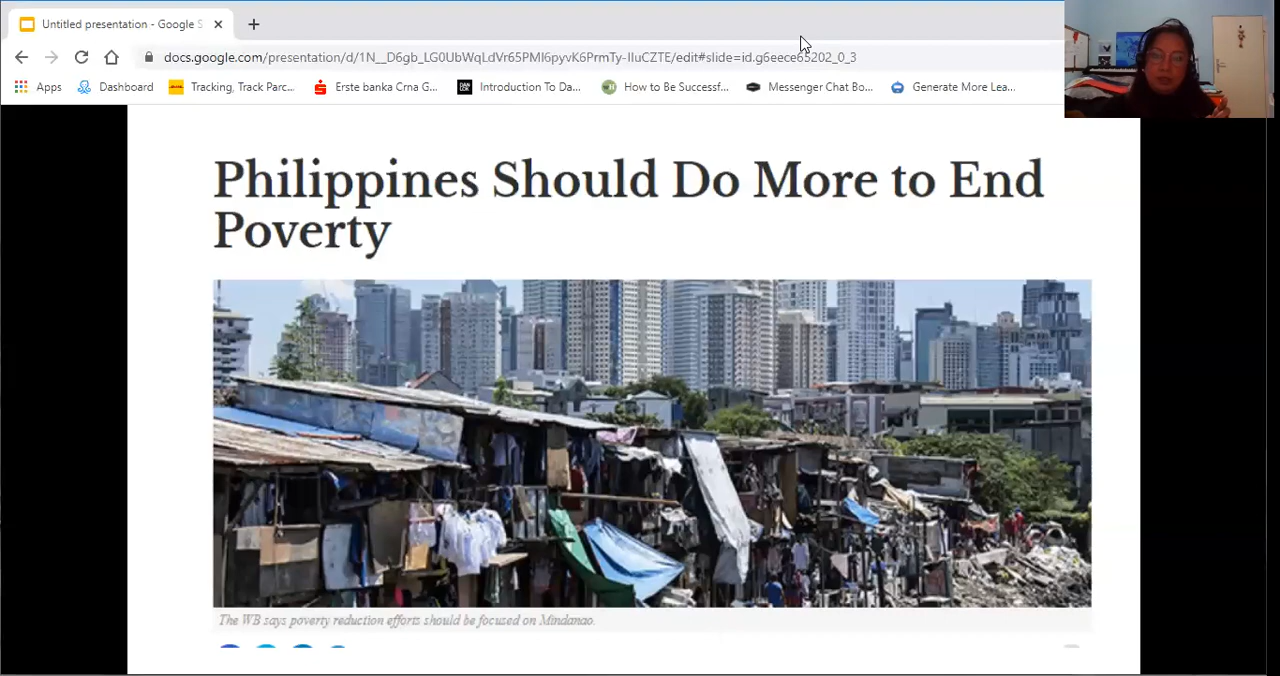 Untitled presentation - Google S
docs.google.com/presentation/d/1N__D6gb_UG0UbWqLdVr65PMI6pyvK6PrmTy-IIuCZTE/edit#slide=id.g6eece65202_0_3
Apps Dashboard Tracking, Track Parc... Erste banka Crna G... Introduction To Da... How to Be Successf... Messenger Chat Bo... Generate More Lea...
Philippines Should Do More to End
Poverty
The WB says poverty reduction efforts should be focused on Mindanao.